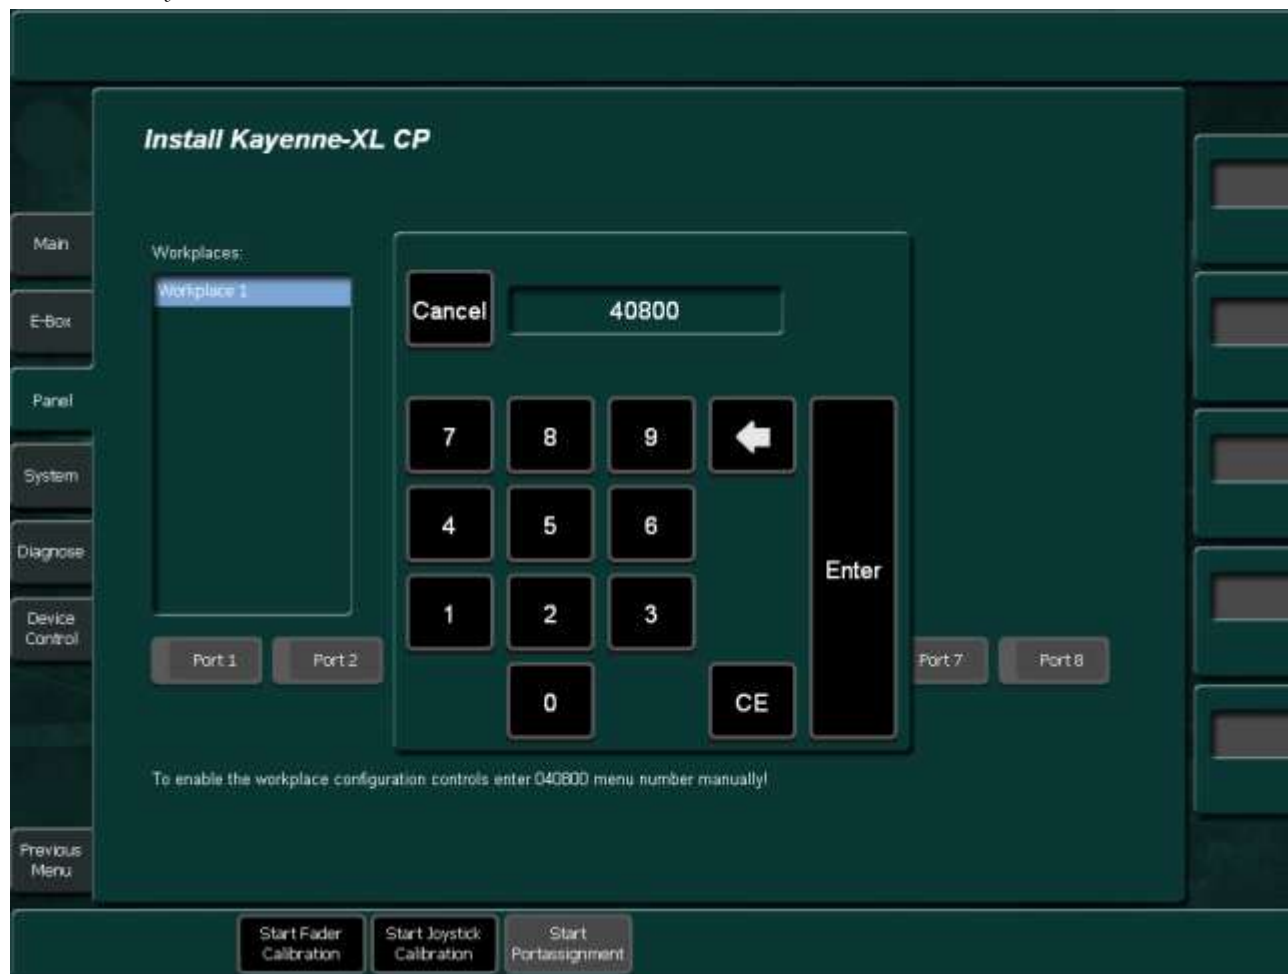 Install Kayenne-XL CP
Main
E-Box
Panel
System
Diagnose
Device
Control
Previous
Menu
Workplaces:
Workplace 1
Cancel
40800
7
8
9
4
5
6
Enter
1
2
3
0
CE
Port 1
Port 2
Port 7
Port 8
To enable the workplace configuration controls enter 040800 menu number manually!
Start Fader
Calibration
Start Joystick
Calibration
Start
Portassignment